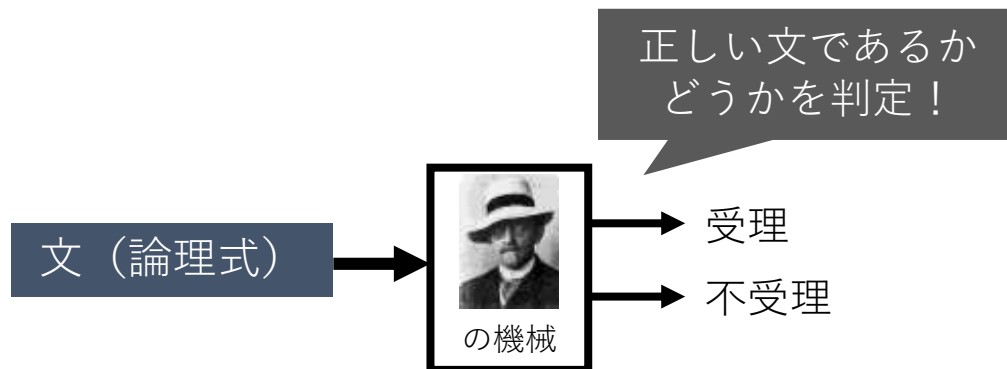 正しい文であるか
どうかを判定！
文（論理式）
の機械
受理
不受理